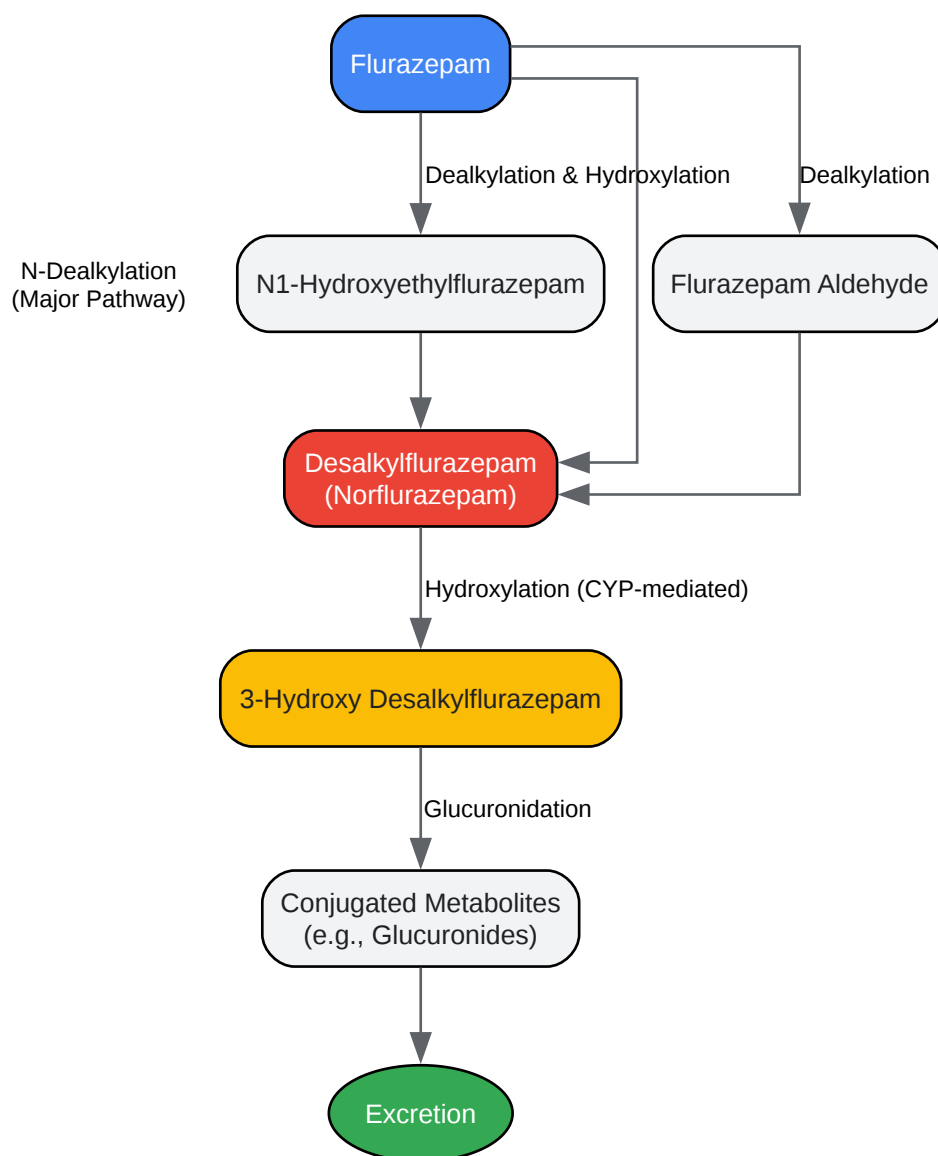 Flurazepam
Dealkylation & Hydroxylation
Dealkylation
N-Dealkylation
(Major Pathway)
N1-Hydroxyethylflurazepam
Flurazepam Aldehyde
Desalkylflurazepam
(Norflurazepam)
Hydroxylation (CYP-mediated)
3-Hydroxy Desalkylflurazepam
Glucuronidation
Conjugated Metabolites
(e.g., Glucuronides)
Excretion